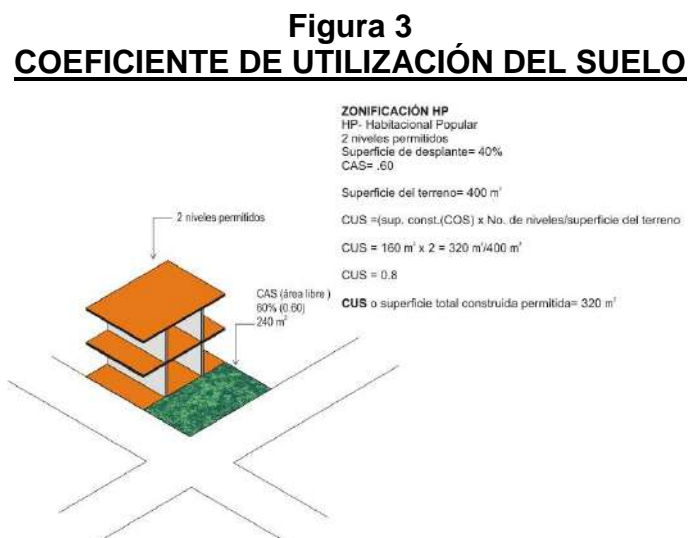 Figura 3
COEFICIENTE DE UTILIZACIÓN DEL SUELO
ZONIFICACIÓN HP
HP- Habitacional Popular
2 niveles permitidos
Superficie de desplante= 40%
CAS= .60
Superficie del terreno= 400 m²
CUS =(sup. const.(COS) x No. de niveles/superficie del terreno
CUS = 160 m² x 2 = 320 m²/400 m²
CUS = 0.8
CUS o superficie total construida permitida= 320 m²
2 niveles permitidos
CAS (área libre )
60% (0.60)
240 m²